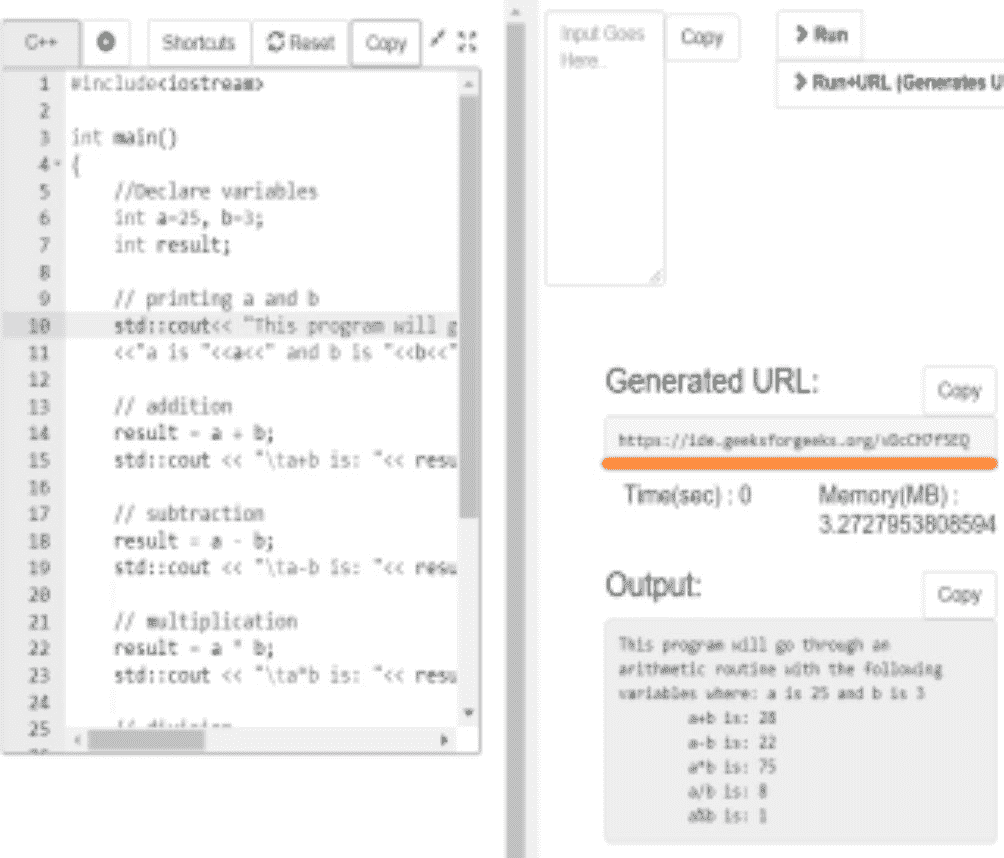 C++ Shortcuts Reset Copy
1 #include<iostream>
2
3 int main()
4 {
5 //Declare variables
6 int a=25, b=3;
7 int result;
8
9 // printing a and b
10 std::cout<< "This program will g
11 <<"a is "<<a<<" and b is "<<b<<"
12
13 // addition
14 result = a + b;
15 std::cout << "\ta+b is: "<< resu
16
17 // subtraction
18 result = a - b;
19 std::cout << "\ta-b is: "<< resu
20
21 // multiplication
22 result = a * b;
23 std::cout << "\ta*b is: "<< resu
24
25 // division
Input Goes
Here..
Copy
Run
Run+URL (Generates U
Generated URL:
Copy
Time(sec) : 0
Memory(MB) :
3.2727953808594
Output:
Copy
This program will go through an
arithmetic routine with the following
variables where: a is 25 and b is 3
a+b is: 28
a-b is: 22
a*b is: 75
a/b is: 8
a%b is: 1